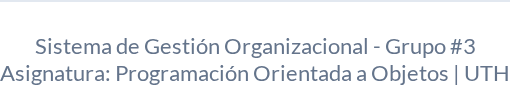 Sistema de Gestión Organizacional - Grupo #3
Asignatura: Programación Orientada a Objetos | UTH